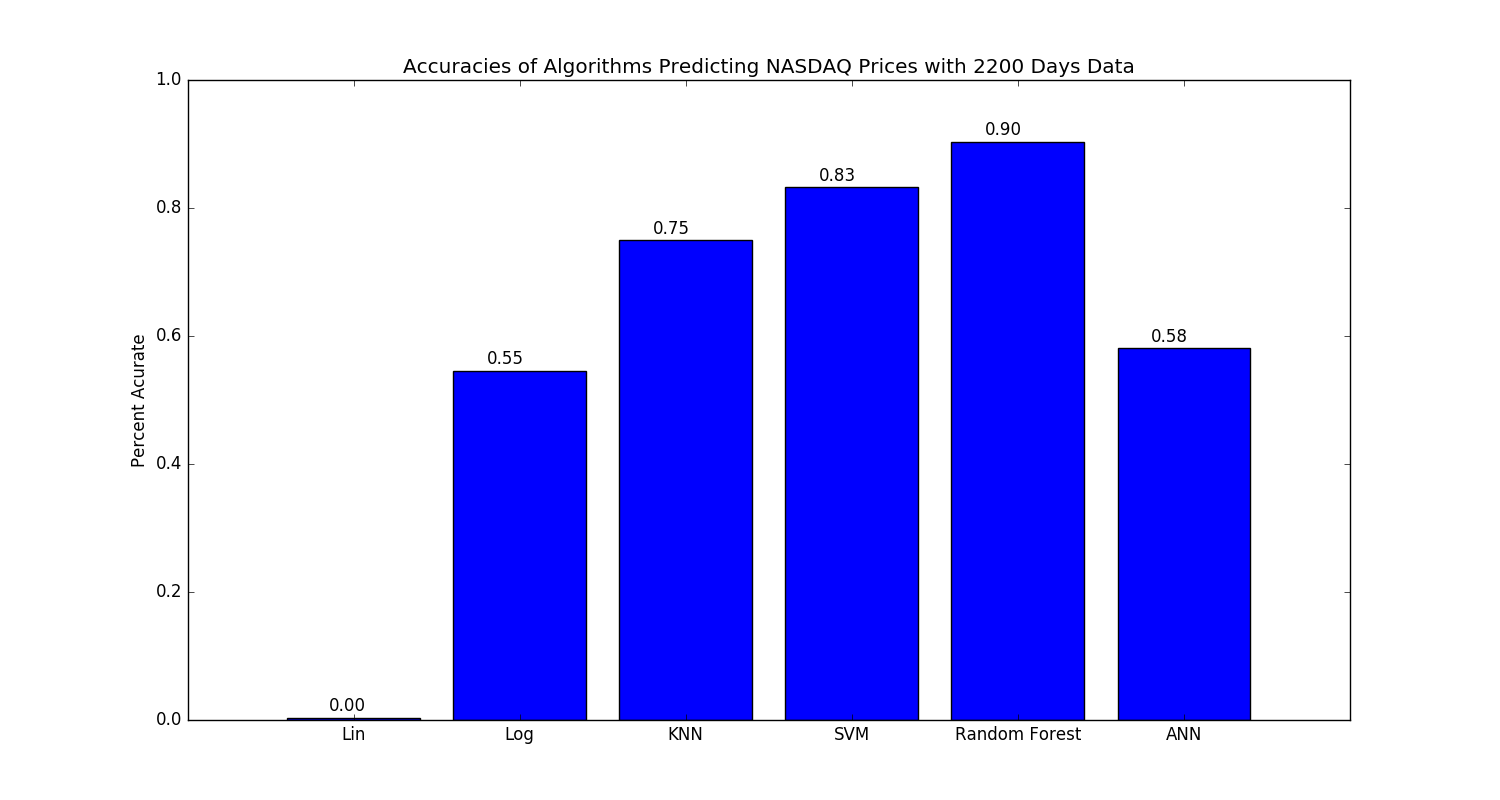 Accuracies of Algorithms Predicting NASDAQ Prices with 2200 Days Data
Percent Acurate
1.0
0.8
0.6
0.4
0.2
0.0
0.00
0.55
0.75
0.83
0.90
0.58
Lin
Log
KNN
SVM
Random Forest
ANN